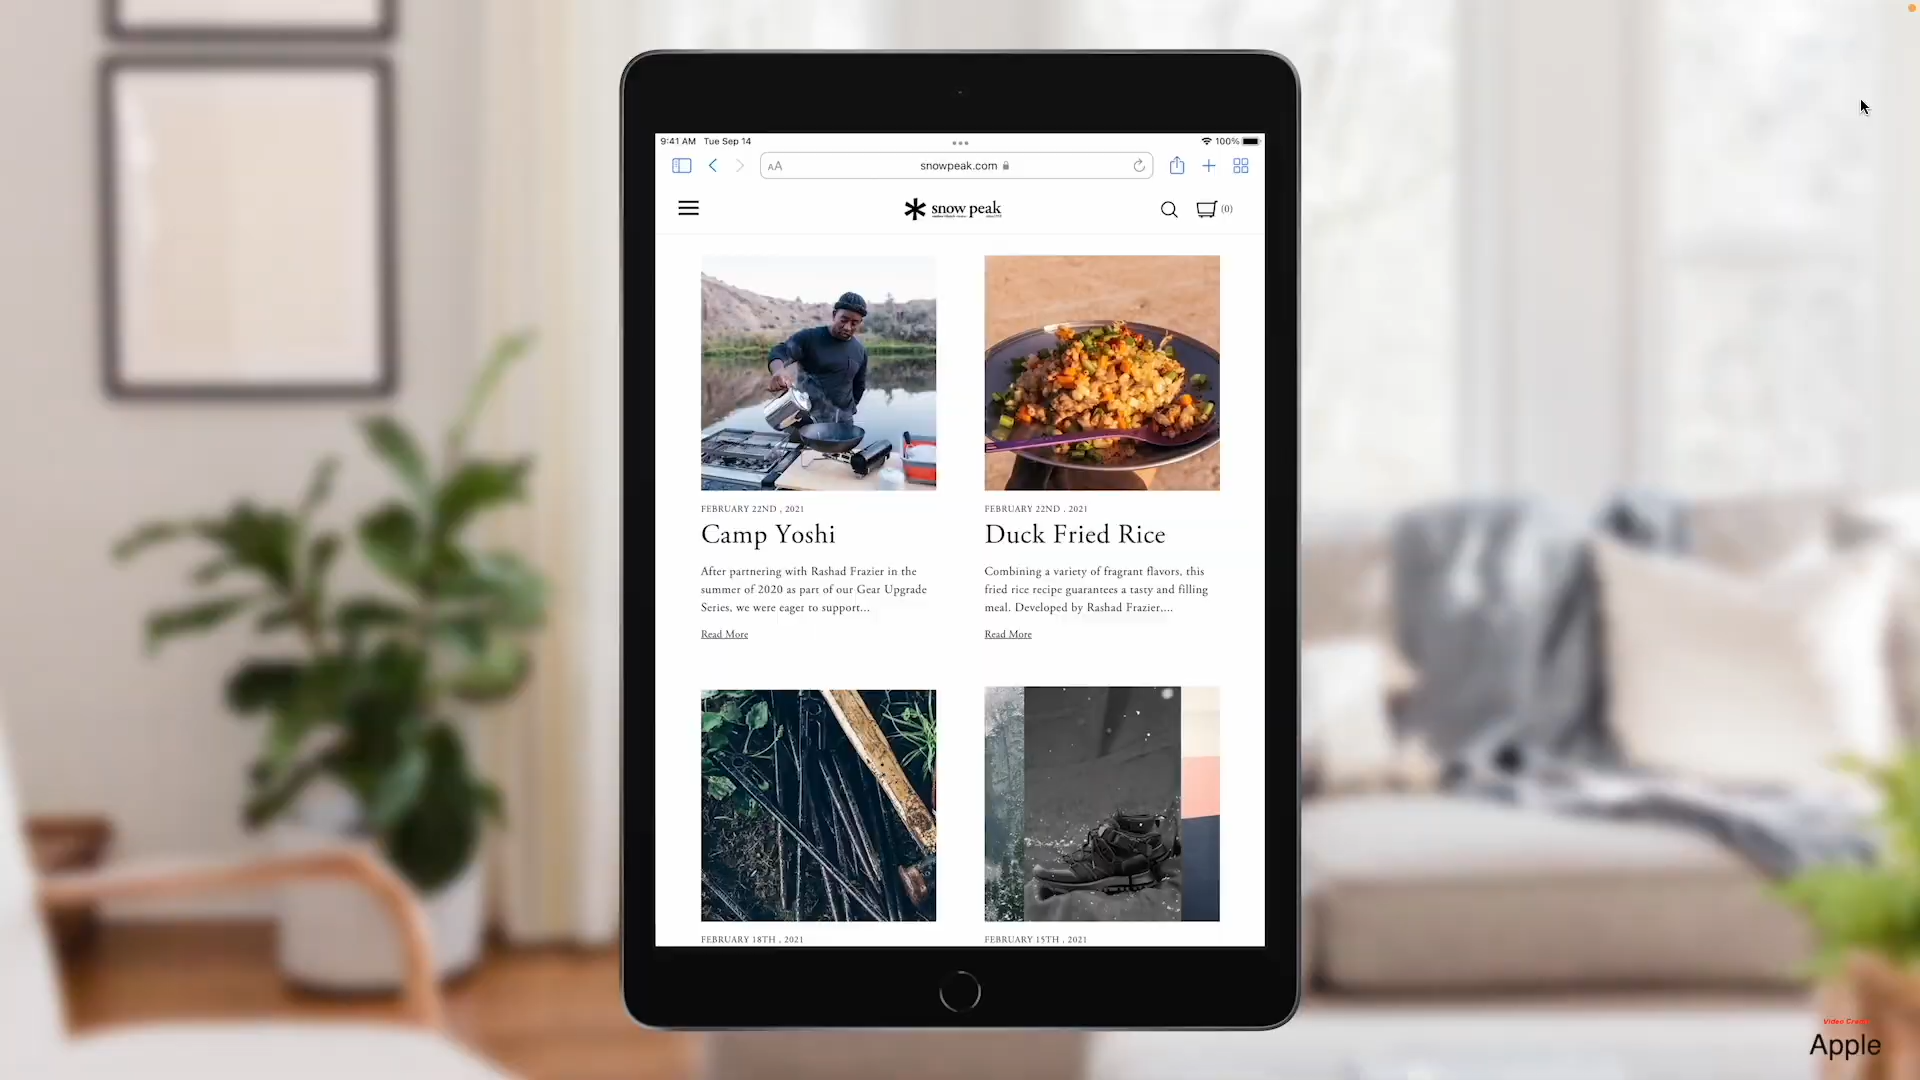 9:41 AM Tue Sep 14
100%
AA
snowpeak.com
snow peak
(0)
FEBRUARY 22ND , 2021
Camp Yoshi
After partnering with Rashad Frazier in the
summer of 2020 as part of our Gear Upgrade
Series, we were eager to support...
Read More
FEBRUARY 22ND , 2021
Duck Fried Rice
Combining a variety of fragrant flavors, this
fried rice recipe guarantees a tasty and filling
meal. Developed by Rashad Frazier,...
Read More
FEBRUARY 18TH , 2021
FEBRUARY 15TH , 2021
Apple